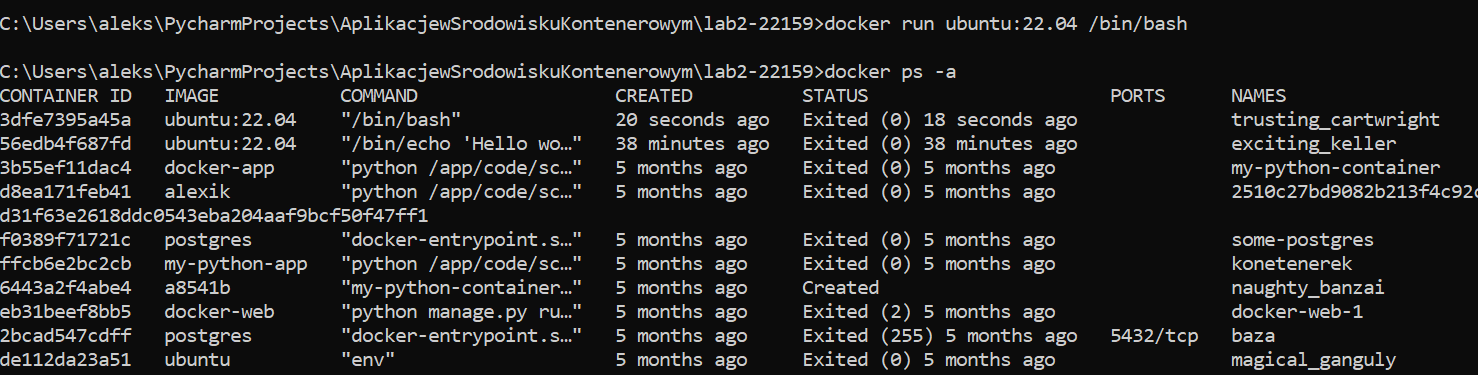 C:\Users\aleks\PycharmProjects\AplikacjewSrodowiskuKontenerowym\lab2-22159>docker run ubuntu:22.04 /bin/bash
C:\Users\aleks\PycharmProjects\AplikacjewSrodowiskuKontenerowym\lab2-22159>docker ps -a
CONTAINER ID IMAGE COMMAND CREATED STATUS PORTS NAMES
3dfe7395a45a ubuntu:22.04 "/bin/bash" 20 seconds ago Exited (0) 18 seconds ago trusting_cartwright
56edb4f687fd ubuntu:22.04 "/bin/echo 'Hello wo…" 38 minutes ago Exited (0) 38 minutes ago exciting_keller
3b55ef11dac4 docker-app "python /app/code/sc…" 5 months ago Exited (0) 5 months ago my-python-container
d8ea171feb41 alexik "python /app/code/sc…" 5 months ago Exited (0) 5 months ago 2510c27bd9082b213f4c92c
d31f63e2618ddc0543eba204aaf9bcf50f47ff1
f0389f71721c postgres "docker-entrypoint.s…" 5 months ago Exited (0) 5 months ago some-postgres
ffcb6e2bc2cb my-python-app "python /app/code/sc…" 5 months ago Exited (0) 5 months ago konetenerek
6443a2f4abe4 a8541b "my-python-container…" 5 months ago Created naughty_banzai
eb31beef8bb5 docker-web "python manage.py ru…" 5 months ago Exited (2) 5 months ago docker-web-1
2bcad547cdff postgres "docker-entrypoint.s…" 5 months ago Exited (255) 5 months ago 5432/tcp baza
de112da23a51 ubuntu "env" 5 months ago Exited (0) 5 months ago magical_ganguly